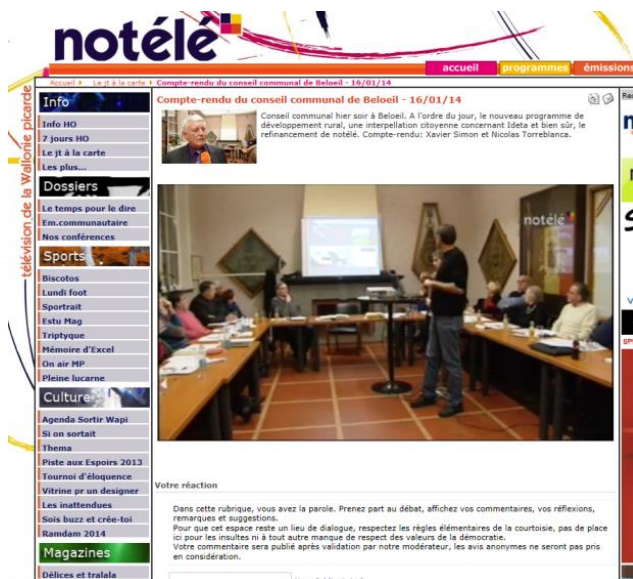 notélé
accueil
programmes
émissions
Accueil
Le jt à la carte
Compte-rendu du conseil communal de Beloeil - 16/01/14
télévision de la Wallonie picarde
Info
Info HO
7 jours HO
Le jt à la carte
Les plus...
Dossiers
Le temps pour le dire
Em.communautaire
Nos conférences
Sports
Biscotos
Lundi foot
Sportrait
Estu Mag
Triptyque
Mémoire d'Excel
On air MP
Pleine lucarne
Culture
Agenda Sortir Wapi
Si on sortait
Thema
Piste aux Espoirs 2013
Tournoi d'éloquence
Vitrine pr un designer
Les inattendues
Sois buzz et crée-toi
Ramdam 2014
Magazines
Délices et tralala
Compte-rendu du conseil communal de Beloeil - 16/01/14
Conseil communal hier soir à Beloeil. A l'ordre du jour, le nouveau programme de
développement rural, une interpellation citoyenne concernant Ideta et bien sûr, le
refinancement de notélé. Compte-rendu: Xavier Simon et Nicolas Torreblanca.
notélé
Votre réaction
Dans cette rubrique, vous avez la parole. Prenez part au débat, affichez vos commentaires, vos réflexions,
remarques et suggestions.
Pour que cet espace reste un lieu de dialogue, respectez les règles élémentaires de la courtoisie, pas de place
ici pour les insultes ni à tout autre manque de respect des valeurs de la démocratie.
Votre commentaire sera publié après validation par notre modérateur, les avis anonymes ne seront pas pris
en considération.